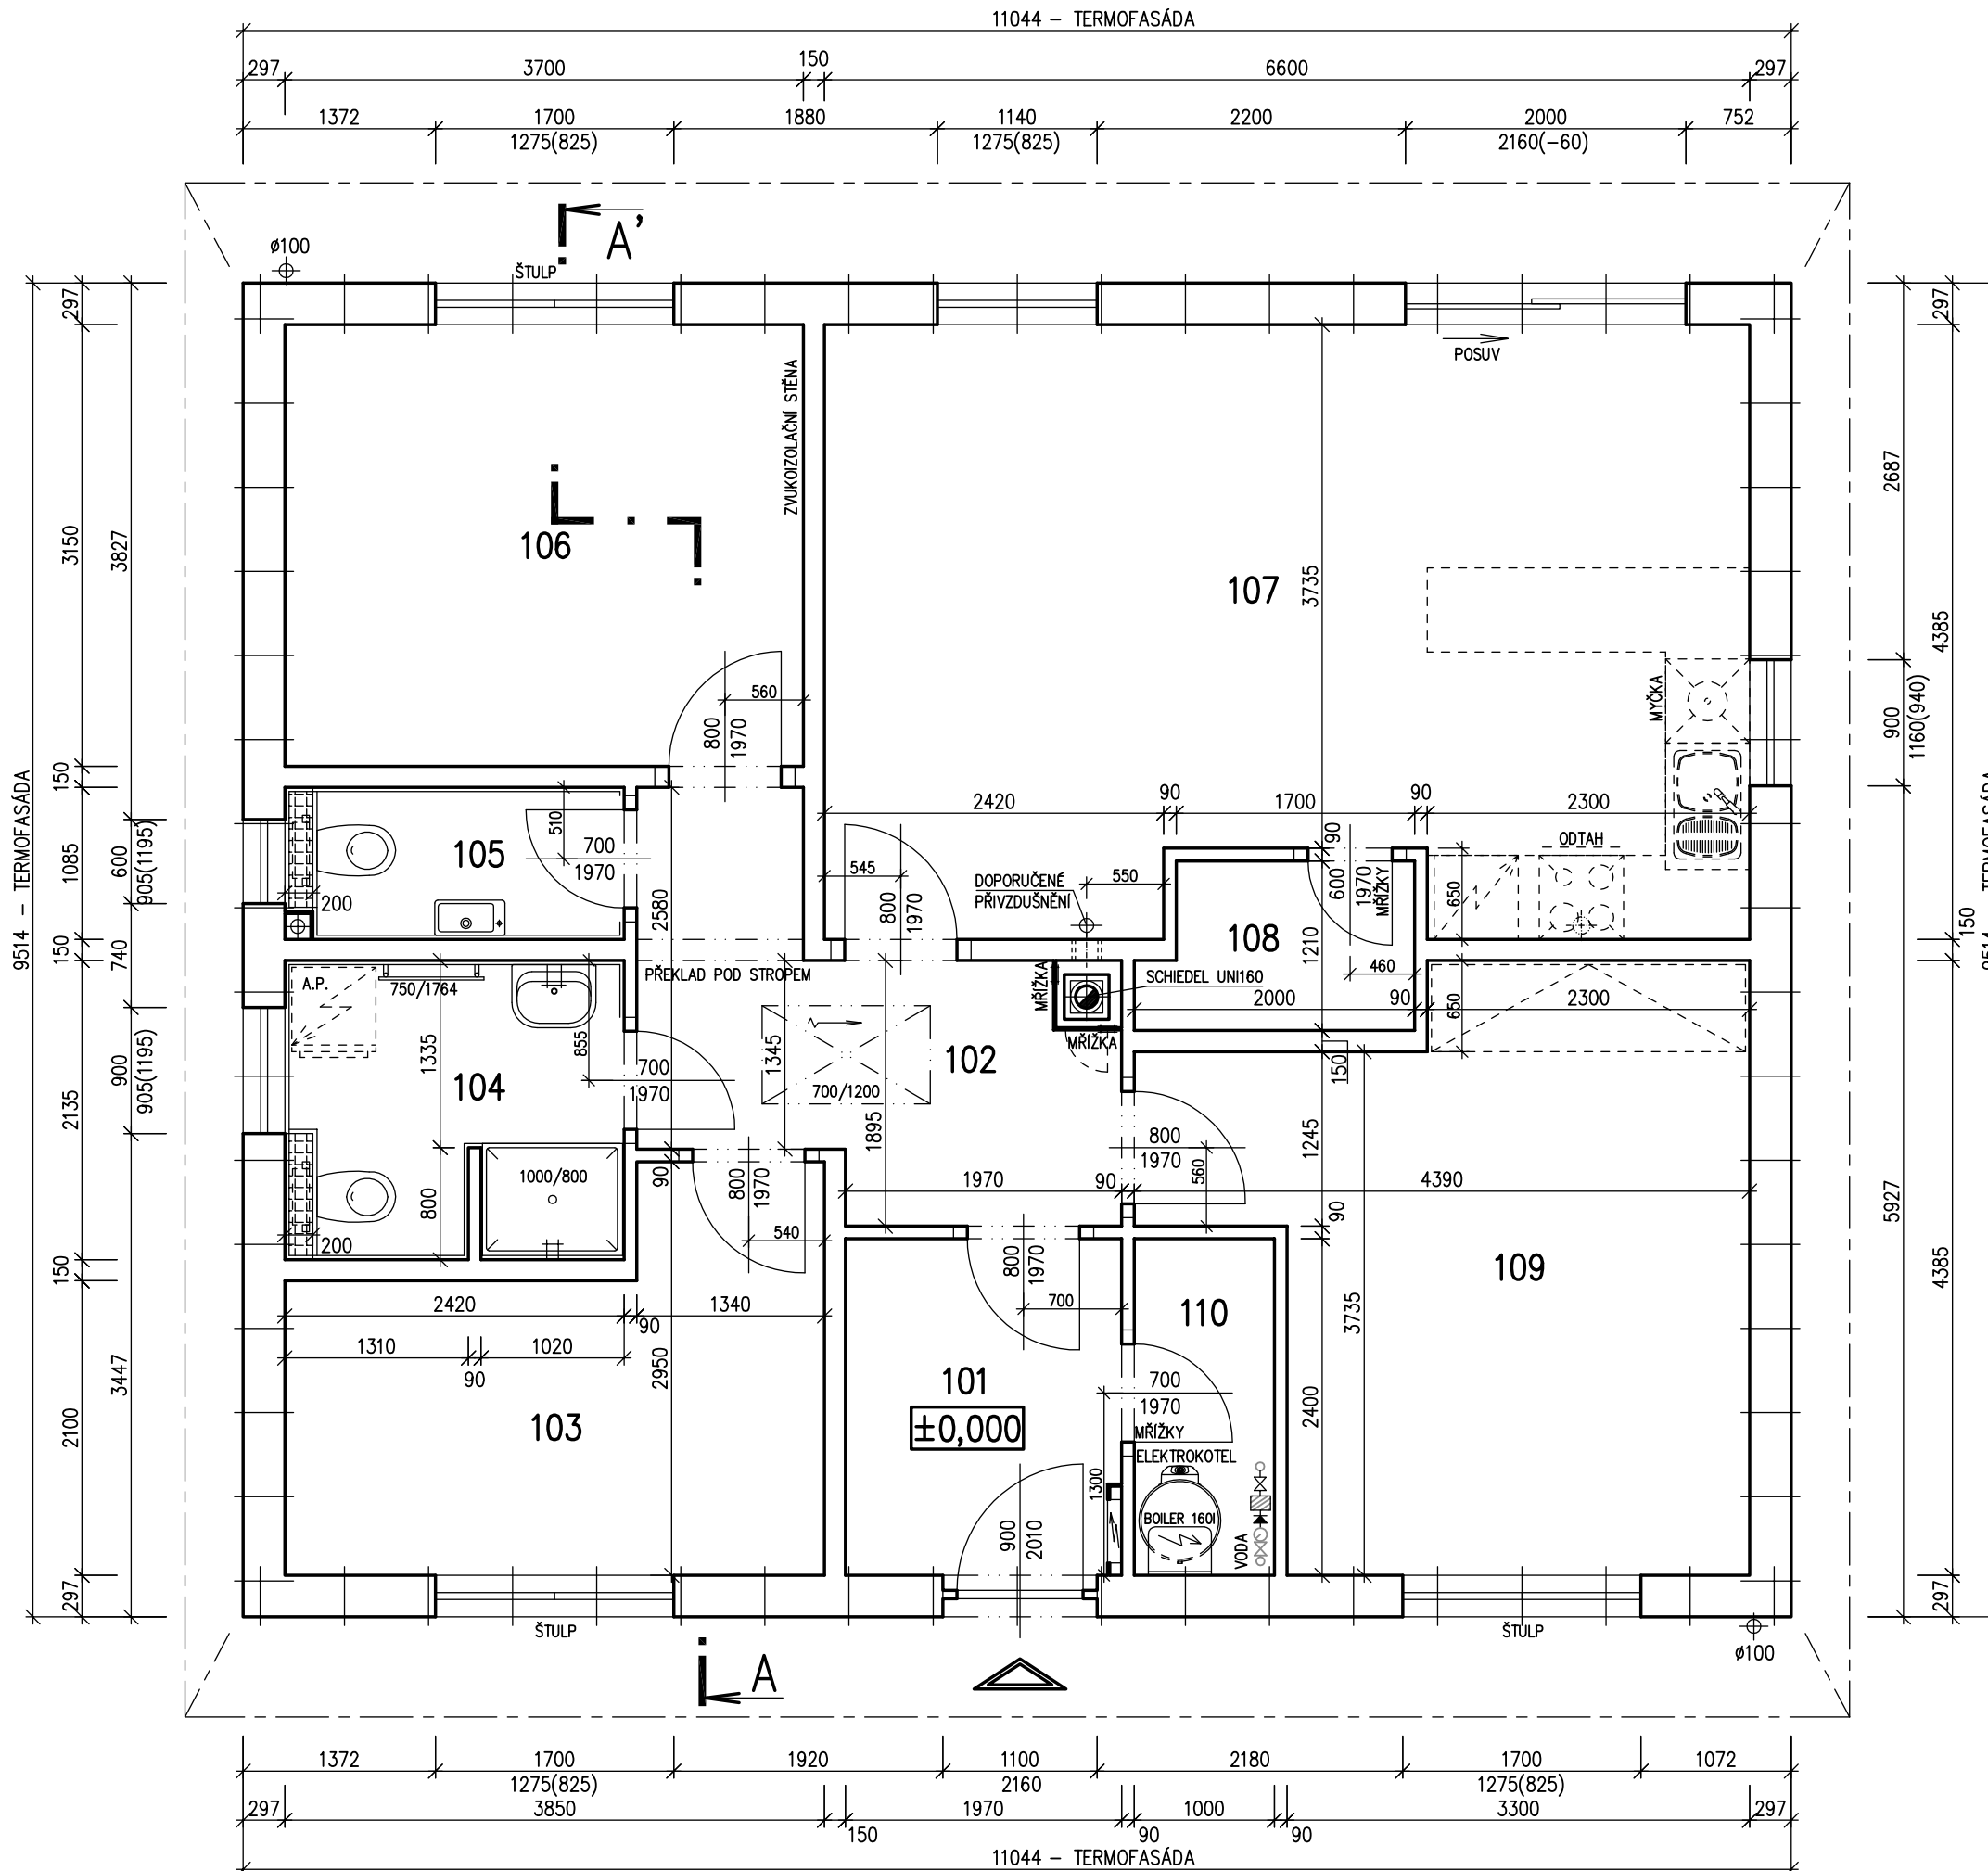 11044 – TERMOFASÁDA
297 3700 150 6600 297
1372 1700 1880 1140 2200 2000 752
1275(825) 1275(825) 2160(–60)
A'
ø100
ŠTULP
POSUV
ZVUKOIZOLAČNÍ STĚNA
9514 – TERMOFASÁDA
297
3150
150
1085
150
2135
150
2100
297
3827
600
905(1195)
740
900
905(1195)
3447
106
107
3735
560
800
1970
MYČKA
2687
900
1160(940)
5927
297
4385
150
4385
297
9514 – TERMOFASÁDA
2420 90 1700 90 2300
ODTAH
105
510
700
1970
200
2580
545
800
1970
DOPORUČENÉ
PŘIVZDUŠNĚNÍ
550
90
600
1970
MŘÍŽKY
650
108
1210
460
PŘEKLAD POD STROPEM
A.P.
750/1764
MŘÍŽKA
SCHIEDEL UNI160
2000 90 2300
650
MŘÍŽKA
1335
855
104
700
1970
1345
700/1200
102
1895
150
1245
800
1970
560
1000/800
800
200
90
800
1970
540
1970 90 4390
90
109
2420 90 1340
1310 90 1020
2950
800
1970
700
110
3735
101
±0,000
103
700
1970
MŘÍŽKY
ELEKTROKOTEL
2400
1300
BOILER 160l
VODA
900
2010
ŠTULP
ŠTULP
ø100
A
1372 1700 1920 1100 2180 1700 1072
1275(825) 2160 1275(825)
297 3850 1970 1000 3300 297
150 90 90
11044 – TERMOFASÁDA